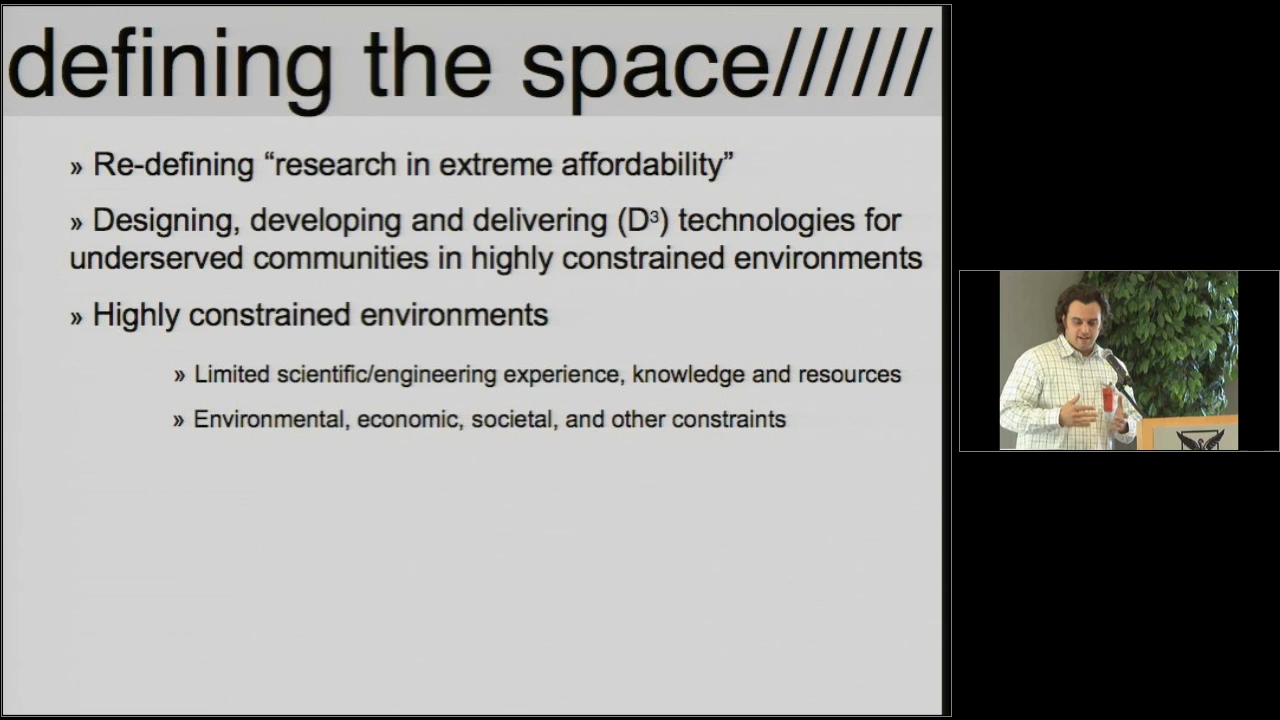 defining the space//////
» Re-defining “research in extreme affordability”
» Designing, developing and delivering (D³) technologies for
underserved communities in highly constrained environments
» Highly constrained environments
» Limited scientific/engineering experience, knowledge and resources
» Environmental, economic, societal, and other constraints